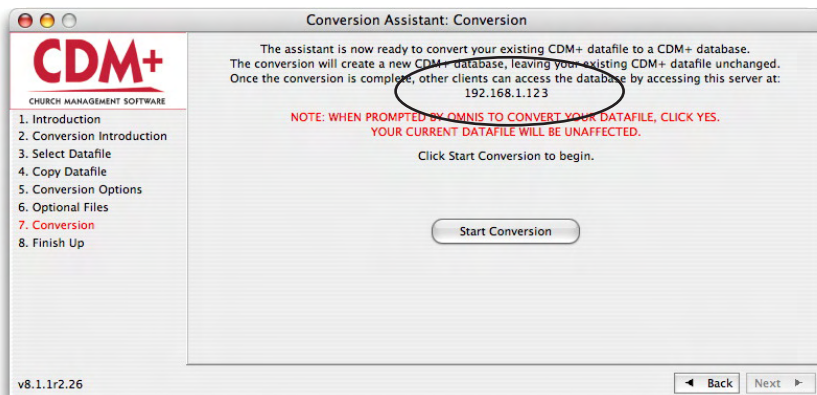 Conversion Assistant: Conversion
CDM+
CHURCH MANAGEMENT SOFTWARE
1. Introduction
2. Conversion Introduction
3. Select Datafile
4. Copy Datafile
5. Conversion Options
6. Optional Files
7. Conversion
8. Finish Up
v8.1.1r2.26
The assistant is now ready to convert your existing CDM+ datafile to a CDM+ database.
The conversion will create a new CDM+ database, leaving your existing CDM+ datafile unchanged.
Once the conversion is complete, other clients can access the database by accessing this server at:
192.168.1.123
NOTE: WHEN PROMPTED BY OMNIS TO CONVERT YOUR DATAFILE, CLICK YES.
YOUR CURRENT DATAFILE WILL BE UNAFFECTED.
Click Start Conversion to begin.
Start Conversion
Back
Next